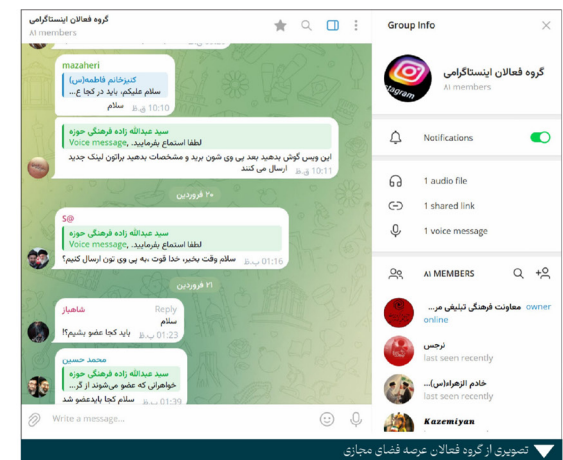 گروه فعالان اینستاگرامی
۸۱ members
mazaheri
کنیزخانم فاطمه(س)
سلام علیکم، باید در کجا ع...
سلام
10:10 ق.ظ
سید عبدالله زاده فرهنگی حوزه
Voice message, لطفا استماع بفرمایید.
این ویس گوش بدهید بعد پی وی شون برید و مشخصات بدهید براتون لینک جدید
ارسال می کنند
10:11 ق.ظ
۲۰ فروردین
S@
سید عبدالله زاده فرهنگی حوزه
Voice message, لطفا استماع بفرمایید.
سلام وقت بخیر، خدا قوت ،به پی وی تون ارسال کنیم؟
01:16 ب.ظ
۲۱ فروردین
شاهباز
Reply
سلام
باید کجا عضو بشیم؟!
01:23 ب.ظ
محمد حسین
سید عبدالله زاده فرهنگی حوزه
خواهرانی که عضو می‌شوند از گر...
سلام کجا بایدعضو شد
01:39 ب.ظ
Write a message...
Group Info
گروه فعالان اینستاگرامی
۸۱ members
Notifications
1 audio file
1 shared link
1 voice message
۸۱ MEMBERS
معاونت فرهنگی تبلیغی مر...
owner
online
نرجس
last seen recently
خادم الزهراء(س)...
last seen recently
Kazemiyan
تصویری از گروه فعالان عرصه فضای مجازی